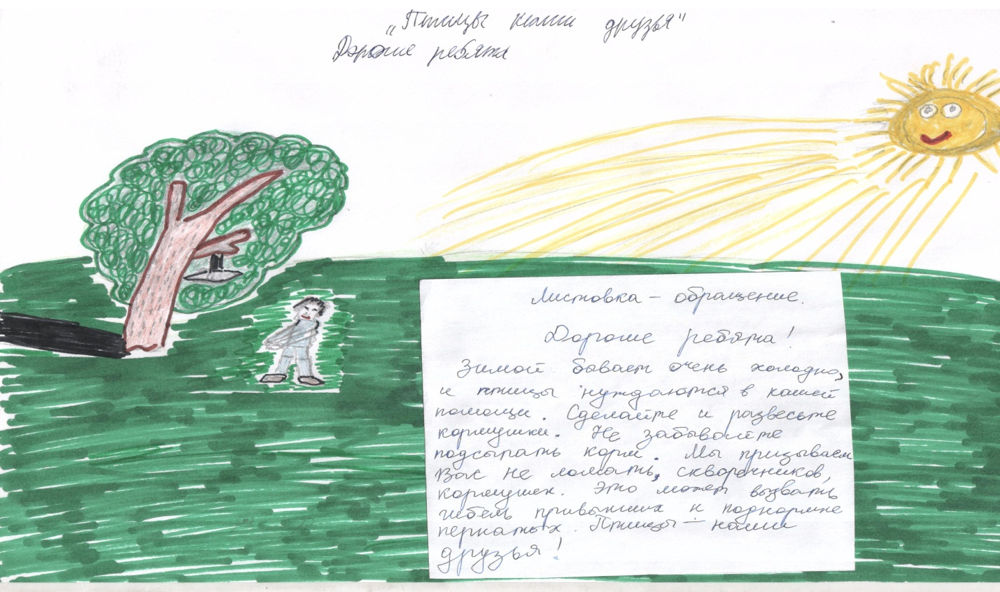 „Птицы наши друзья"
Дорогие ребята
Листовка - обращение.
Дорогие ребята!
Зимой бывает очень холодно,
и птицы нуждаются в нашей
помощи. Сделайте и развесьте
кормушки. Не забывайте
подсыпать корм. Мы призываем
Вас не ломать, скворечников,
кормушек. Это может вызвать
гибель привыкших к подкормке
пернатых. Птицы — наши
друзья!